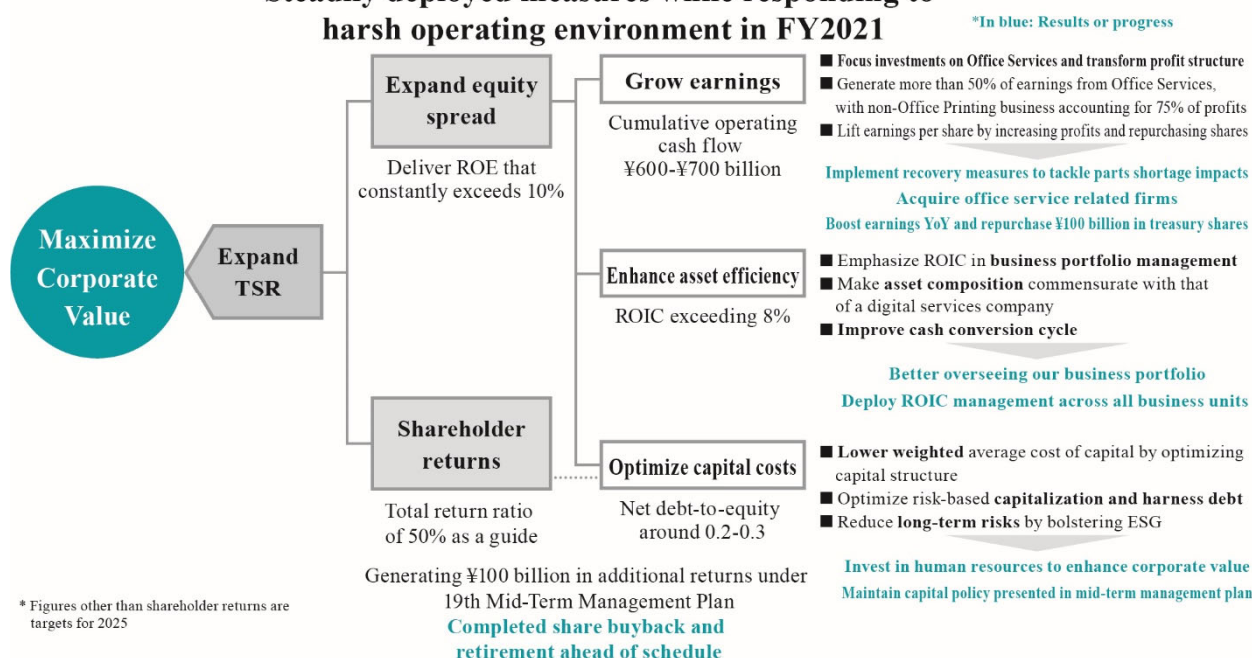 Steadily deployed measures while responding to
harsh operating environment in FY2021
*In blue: Results or progress
Maximize
Corporate
Value
Expand
TSR
Expand equity
spread
Deliver ROE that
constantly exceeds 10%
Shareholder
returns
Total return ratio
of 50% as a guide
Generating ¥100 billion in additional returns under
19th Mid-Term Management Plan
Completed share buyback and
retirement ahead of schedule
Grow earnings
Cumulative operating
cash flow
¥600-¥700 billion
■ Focus investments on Office Services and transform profit structure
■ Generate more than 50% of earnings from Office Services,
with non-Office Printing business accounting for 75% of profits
■ Lift earnings per share by increasing profits and repurchasing shares
Implement recovery measures to tackle parts shortage impacts
Acquire office service related firms
Boost earnings YoY and repurchase ¥100 billion in treasury shares
Enhance asset efficiency
ROIC exceeding 8%
■ Emphasize ROIC in business portfolio management
■ Make asset composition commensurate with that
of a digital services company
■ Improve cash conversion cycle
Better overseeing our business portfolio
Deploy ROIC management across all business units
Optimize capital costs
Net debt-to-equity
around 0.2-0.3
■ Lower weighted average cost of capital by optimizing
capital structure
■ Optimize risk-based capitalization and harness debt
■ Reduce long-term risks by bolstering ESG
Invest in human resources to enhance corporate value
Maintain capital policy presented in mid-term management plan
* Figures other than shareholder returns are
targets for 2025